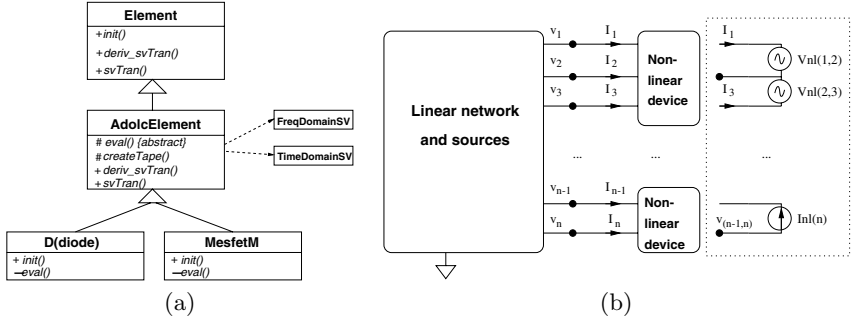 Element
+init()
+deriv_svTran()
+svTran()
AdolcElement
# eval() {abstract}
#createTape()
+ deriv_svTran()
+svTran()
FreqDomainSV
TimeDomainSV
D(diode)
+ init()
−eval()
MesfetM
+ init()
−eval()
(a)
Linear network
and sources
v1 I1
v2 I2
v3 I3
...
vn-1 In-1
vn In
Non-
linear
device
...
Non-
linear
device
I1
Vnl(1,2)
I3 Vnl(2,3)
...
v(n-1,n) Inl(n)
(b)